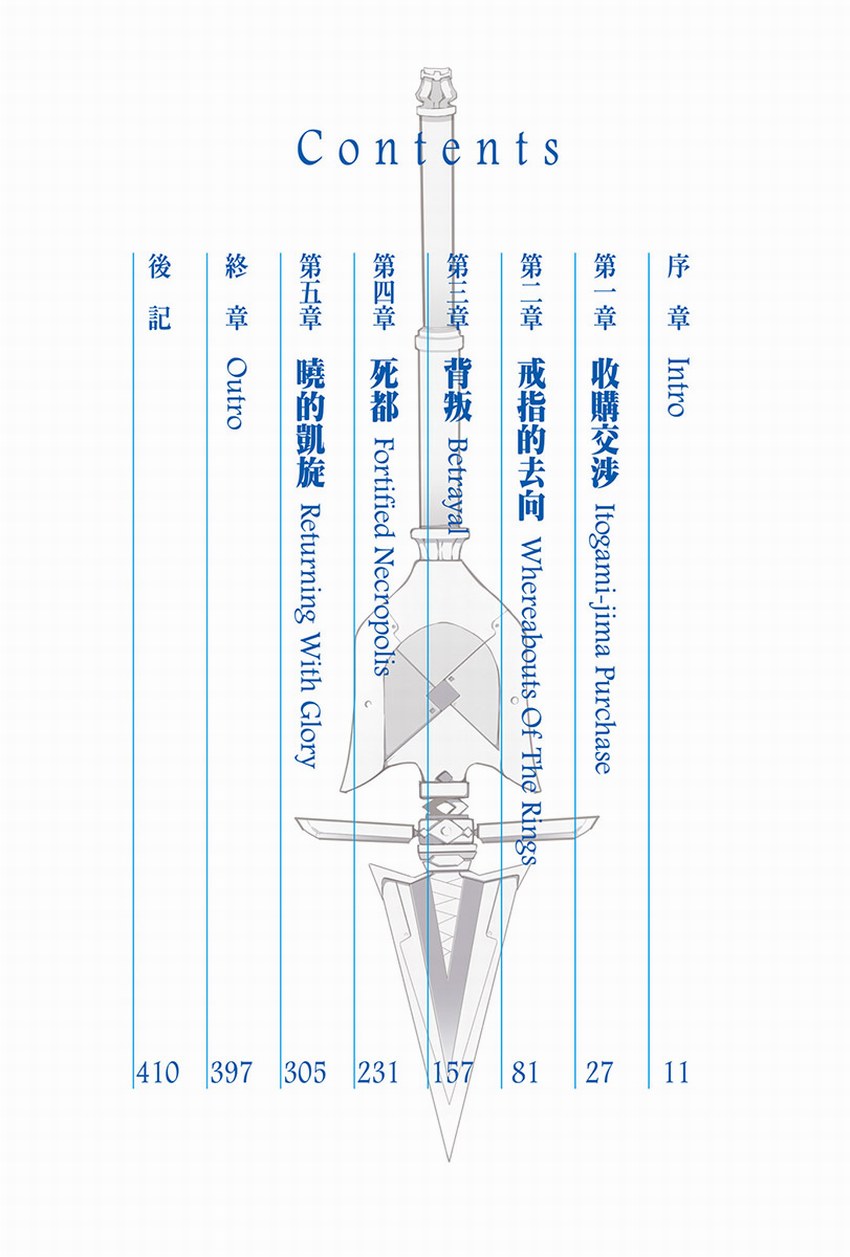 Contents
序章 Intro 11
第一章 收購交涉 Itogami-jima Purchase 27
第二章 戒指的去向 Whereabouts Of The Rings 81
第三章 背叛 Betrayal 157
第四章 死都 Fortified Necropolis 231
第五章 曉的凱旋 Returning With Glory 305
終章 Outro 397
後記 410